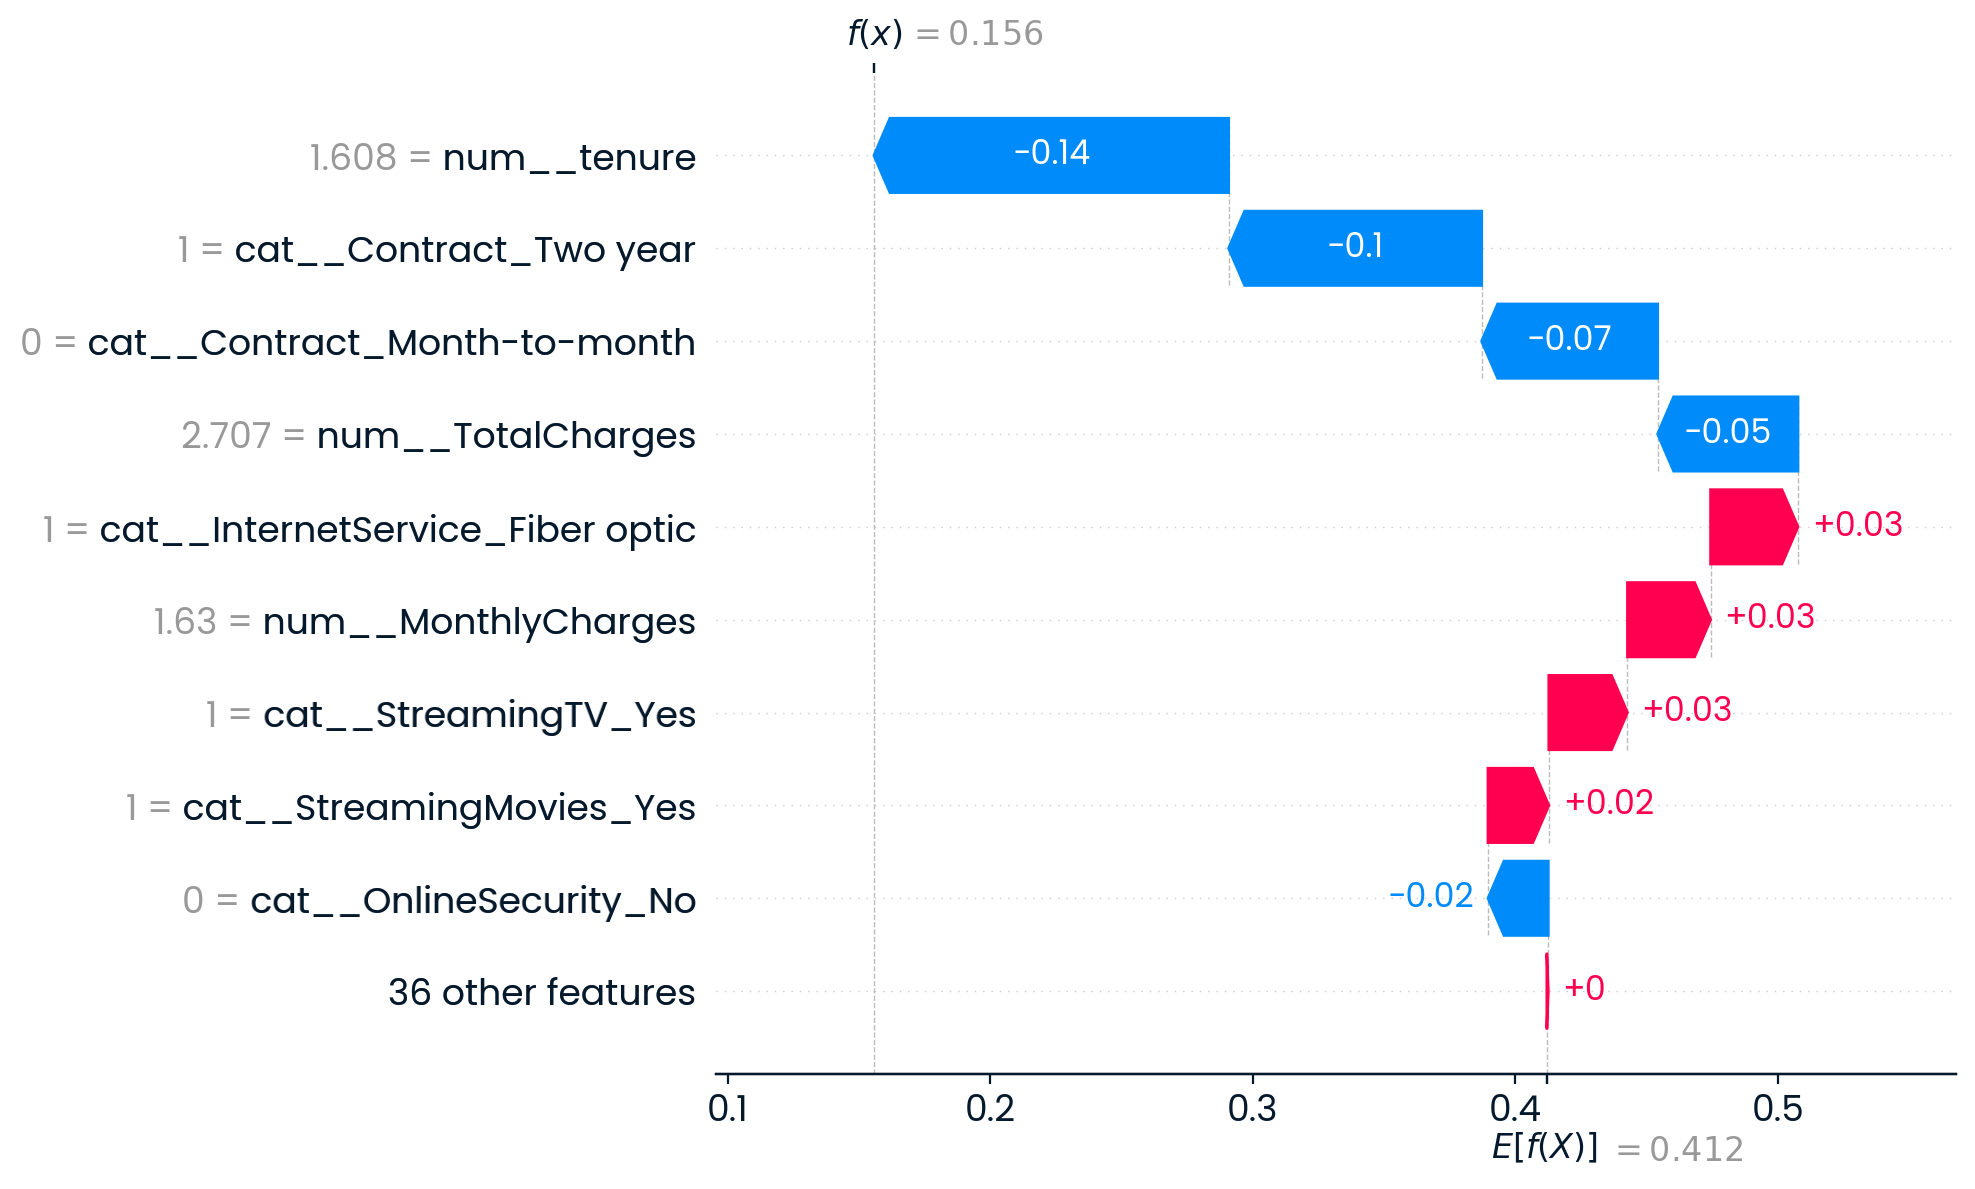 f(x) = 0.156
1.608 = num__tenure
−0.14
1 = cat__Contract_Two year
−0.1
0 = cat__Contract_Month-to-month
−0.07
2.707 = num__TotalCharges
−0.05
1 = cat__InternetService_Fiber optic
+0.03
1.63 = num__MonthlyCharges
+0.03
1 = cat__StreamingTV_Yes
+0.03
1 = cat__StreamingMovies_Yes
+0.02
0 = cat__OnlineSecurity_No
−0.02
36 other features
+0
0.1 0.2 0.3 0.4 0.5
E[f(X)] = 0.412